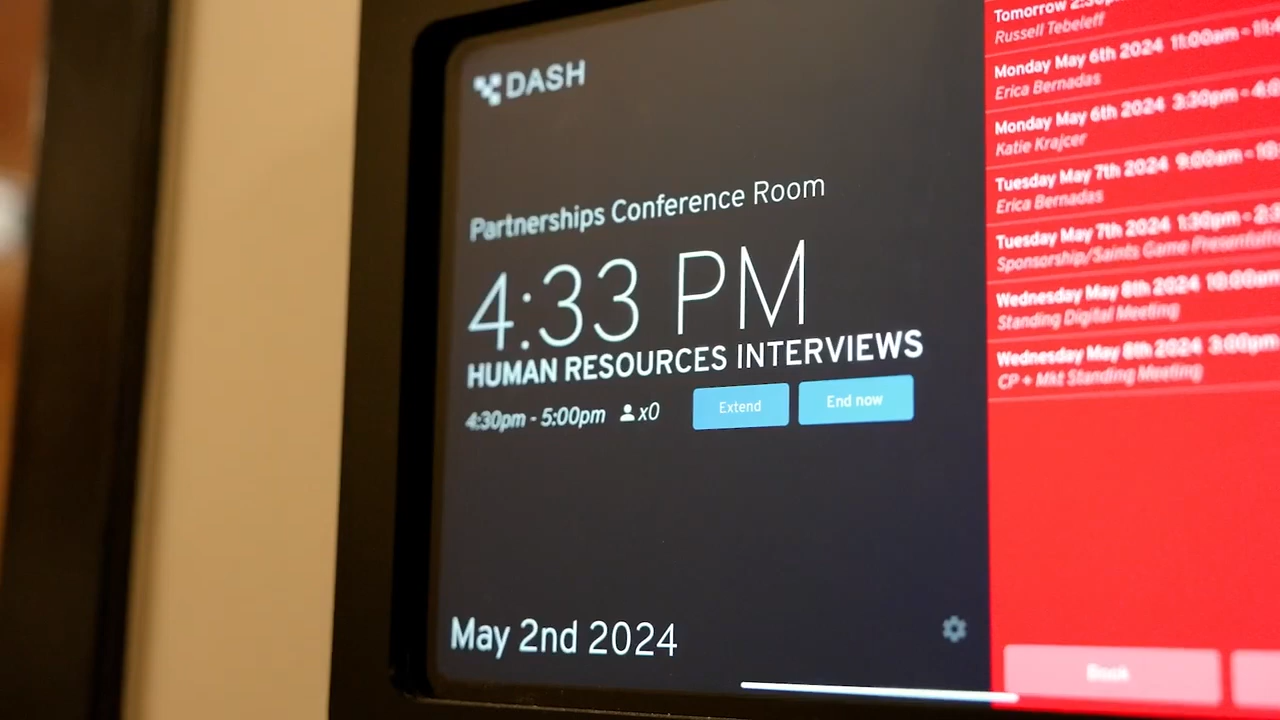 DASH
Partnerships Conference Room
4:33 PM
HUMAN RESOURCES INTERVIEWS
4:30pm - 5:00pm x0
Extend
End now
May 2nd 2024
Tomorrow
Russell Tebeleff
Monday May 6th 2024 11:00am -
Erica Bernadas
Monday May 6th 2024 3:30pm -
Katie Krajcer
Tuesday May 7th 2024 9:00am -
Erica Bernadas
Tuesday May 7th 2024 1:30pm -
Sponsorship/Saints Game Presentation
Wednesday May 8th 2024 10:00am
Standing Digital Meeting
Wednesday May 8th 2024 3:00pm
CP + Mkt Standing Meeting
Book